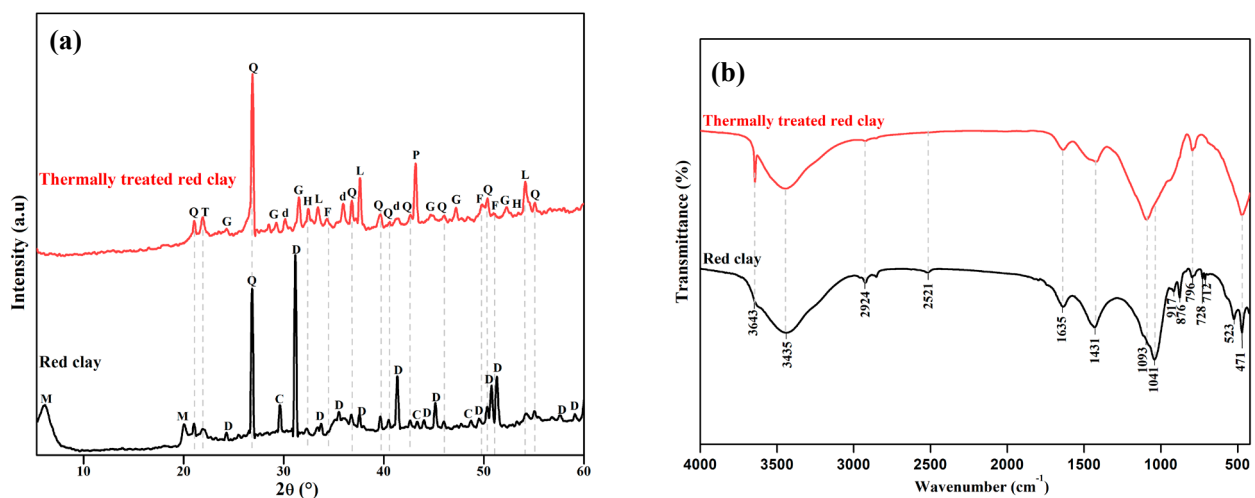 (a)
Q
Thermally treated red clay
Q T G G d G H L F d Q L Q Q d Q P G Q G F Q F G H L Q
Red clay
M M D Q C D D D D D C D D C D D D D D
Intensity (a.u)
10 20 30 40 50 60
2θ (°)
(b)
Thermally treated red clay
Red clay
3643 3435 2924 2521 1635 1431 1093 1041 917 876 796 728 712 523 471
Transmittance (%)
4000 3500 3000 2500 2000 1500 1000 500
Wavenumber (cm⁻¹)